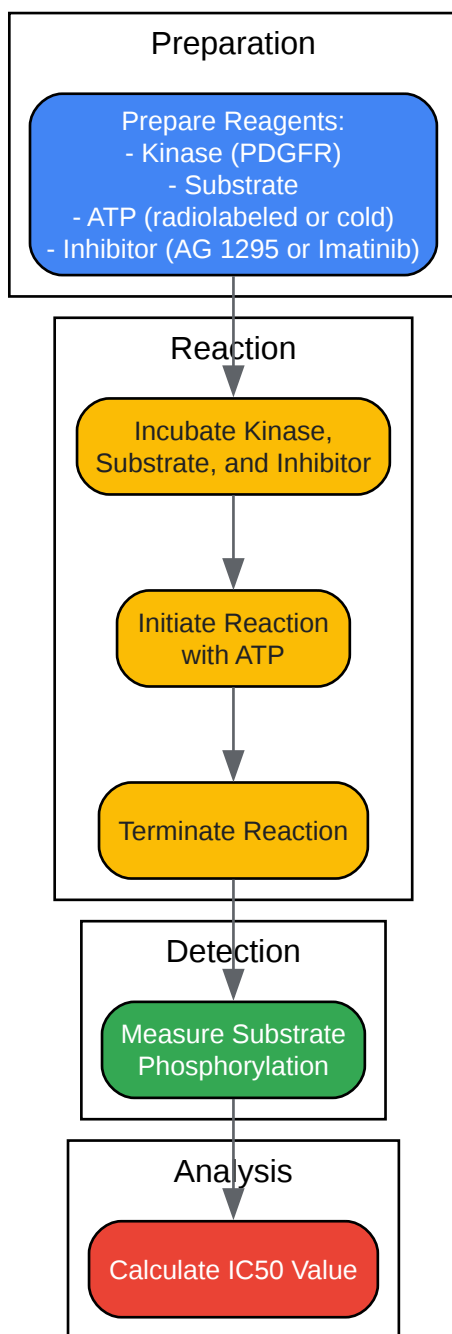 Preparation
Prepare Reagents:
- Kinase (PDGFR)
- Substrate
- ATP (radiolabeled or cold)
- Inhibitor (AG 1295 or Imatinib)
Reaction
Incubate Kinase,
Substrate, and Inhibitor
Initiate Reaction
with ATP
Terminate Reaction
Detection
Measure Substrate
Phosphorylation
Analysis
Calculate IC50 Value